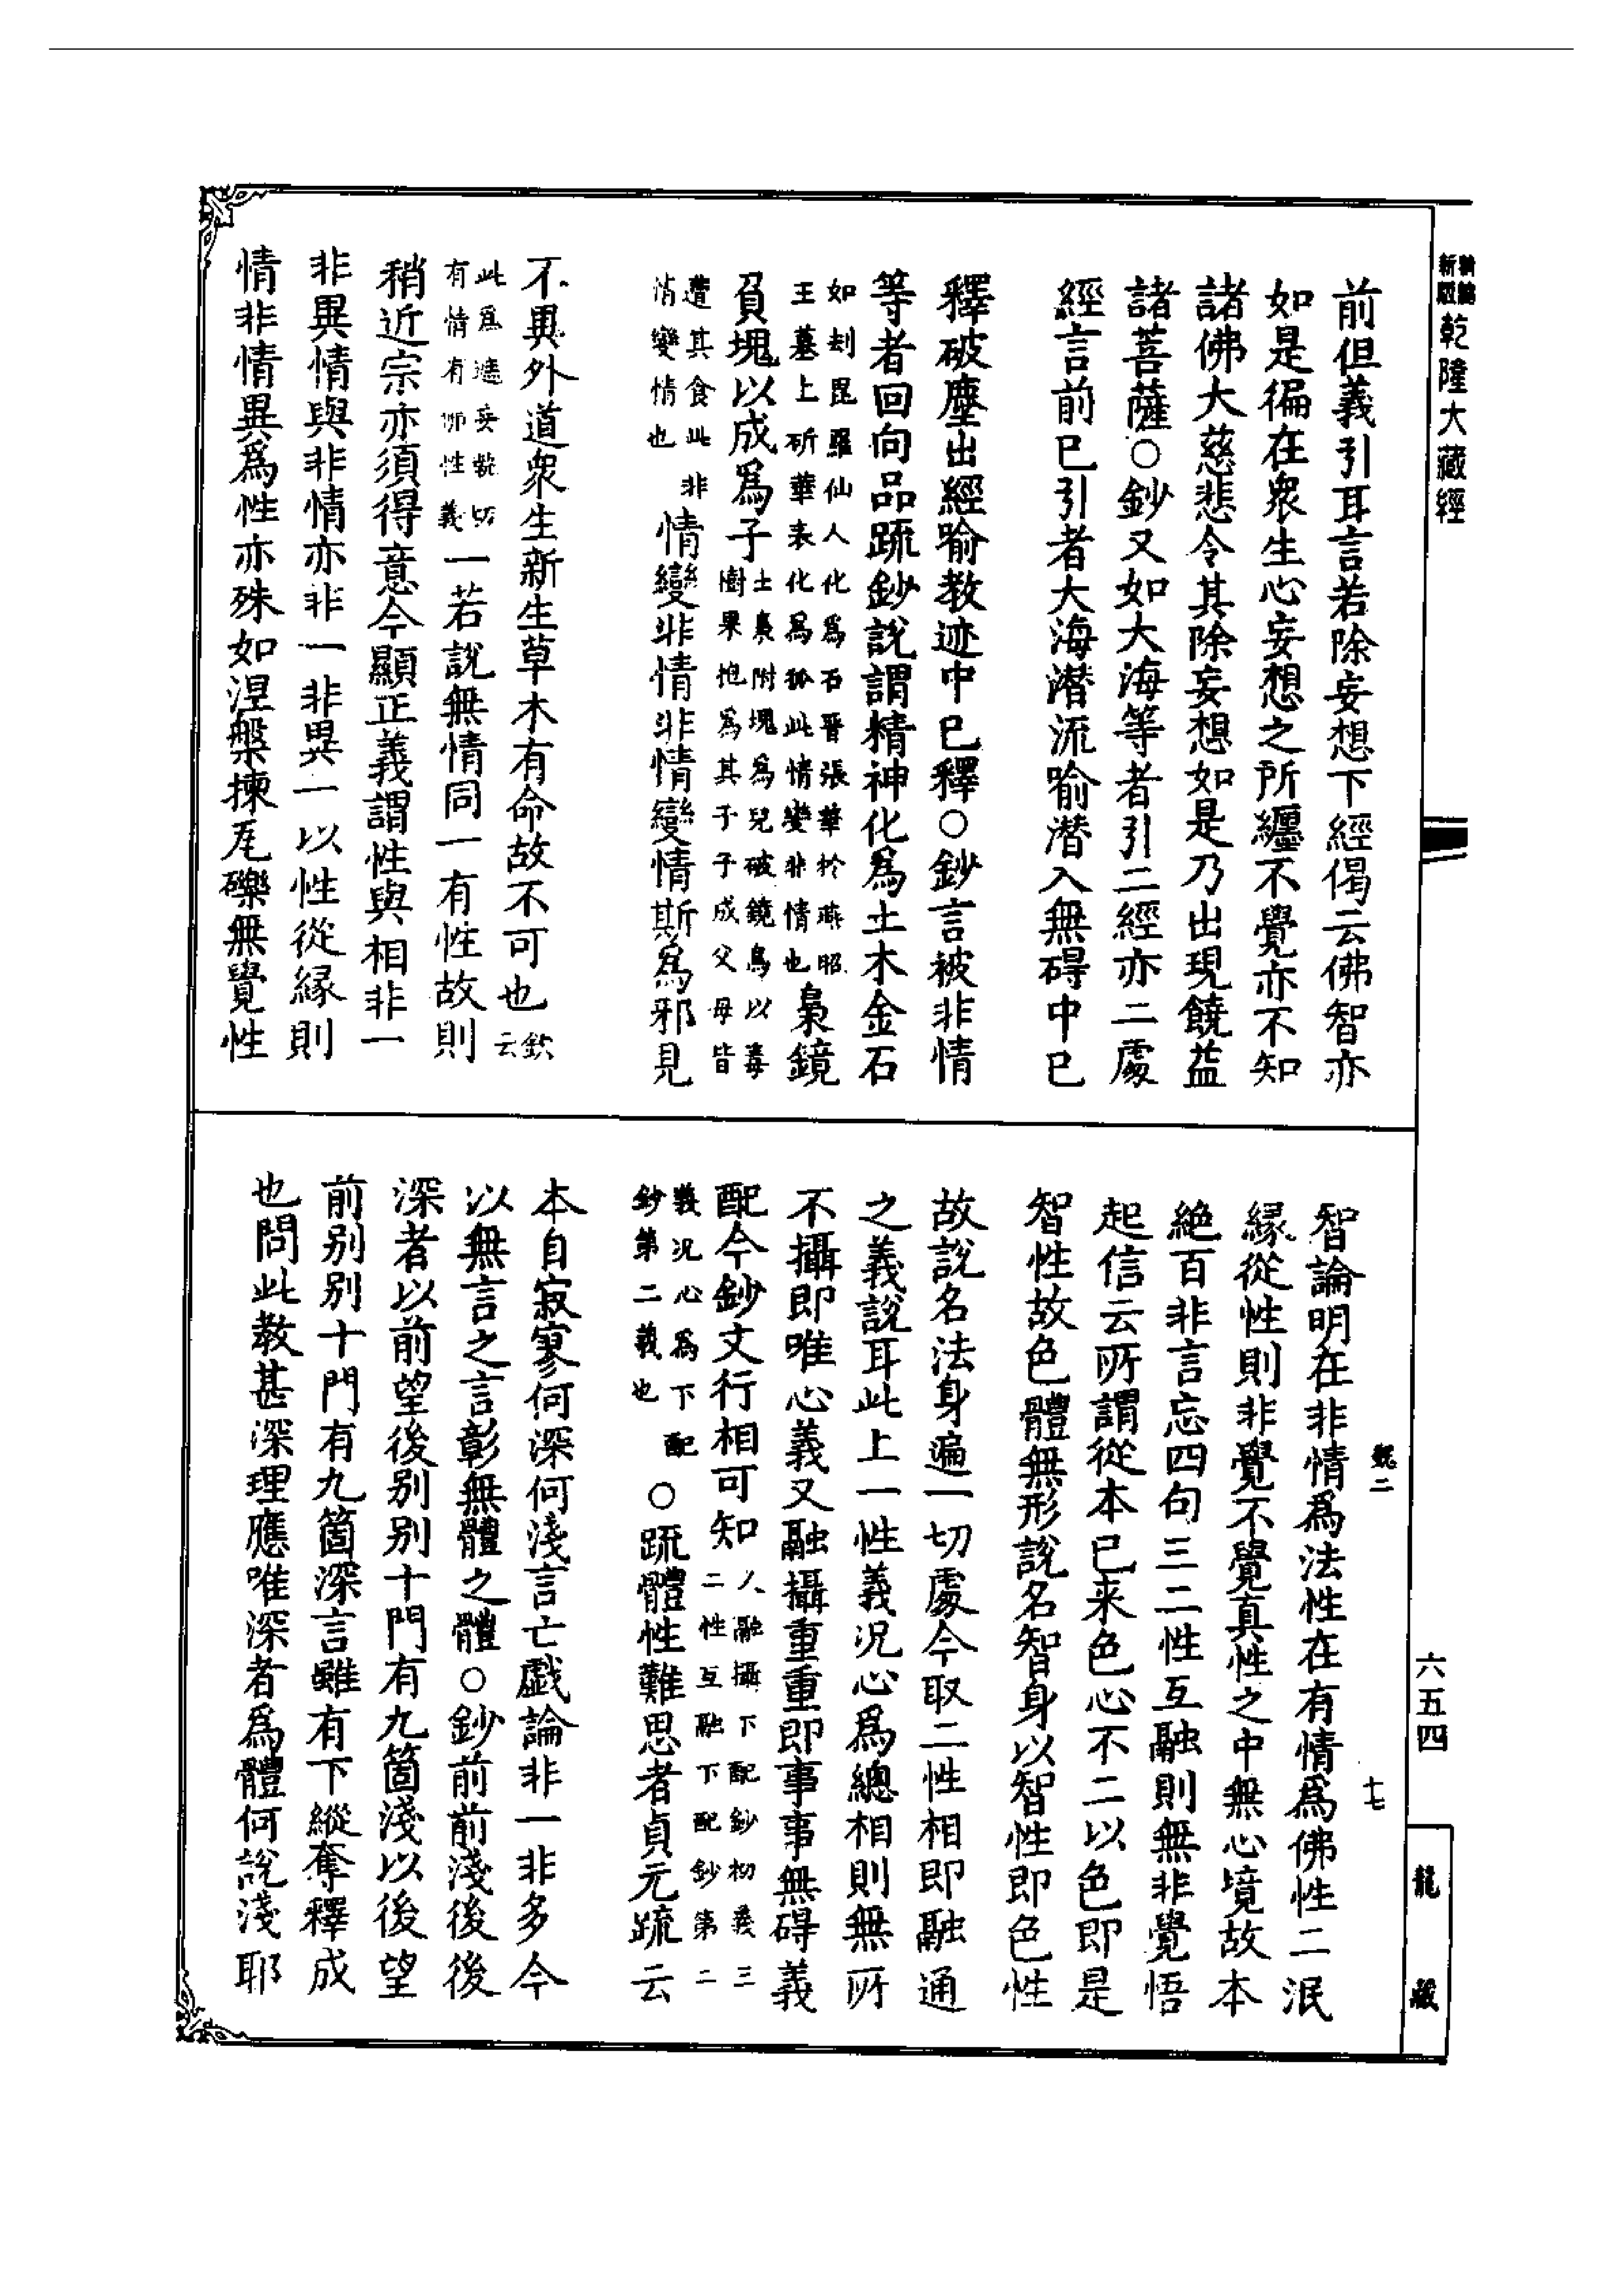 乾隆大藏經
前但義引耳言若除妄想下經偈云佛智亦
如是徧在衆生心妄想之所纏不覺亦不知
諸佛大慈悲令其除妄想如是乃出現饒益
諸菩薩○鈔又如大海等者引二經亦二處
經言前已引者大海潜流喻潜入無碍中已
釋破塵出經喻教迹中已釋○鈔言被非情
等者回向品疏鈔說謂精神化爲土木金石
如刦毘羅仙人化爲石晋張華於燕昭
王墓上斫華表化爲狐此情變非情也
梟鏡
負塊以成爲子
土梟附塊爲兒破鏡鳥以毒
樹果抱爲其子子成父母皆
遭其食此非
情變情也
情變非情非情變情斯爲邪見
不異外道衆生新生草木有命故不可也
鈔云
此爲遮妄執一切
有情有佛性義
一若說無情同一有性故則
稍近宗亦須得意今顯正義謂性與相非一
非異情與非情亦非一非異一以性從緣則
情非情異爲性亦殊如涅槃揀瓦礫無覺性
六五四
七
龍藏
智論明在非情爲法性在有情爲佛性二泯
緣從性則非覺不覺真性之中無心境故本
絶百非言忘四句三二性互融則無非覺悟
起信云所謂從本已来色心不二以色即是
智性故色體無形說名智身以智性即色性
故說名法身遍一切處今取二性相即融通
之義說耳此上一性義况心爲總相則無所
不攝即唯心義又融攝重重即事事無碍義
配今鈔文行相可知
人融攝下配鈔初義三
二性互融下配鈔第二
義况心爲下配
鈔第二義也
○疏體性難思者貞元疏云
本自寂寥何深何淺言亡戲論非一非多今
以無言之言彰無體之體○鈔前前淺後後
深者以前望後别别十門有九箇淺以後望
前别别十門有九箇深言雖有下縱奪釋成
也問此教甚深理應唯深者爲體何說淺耶